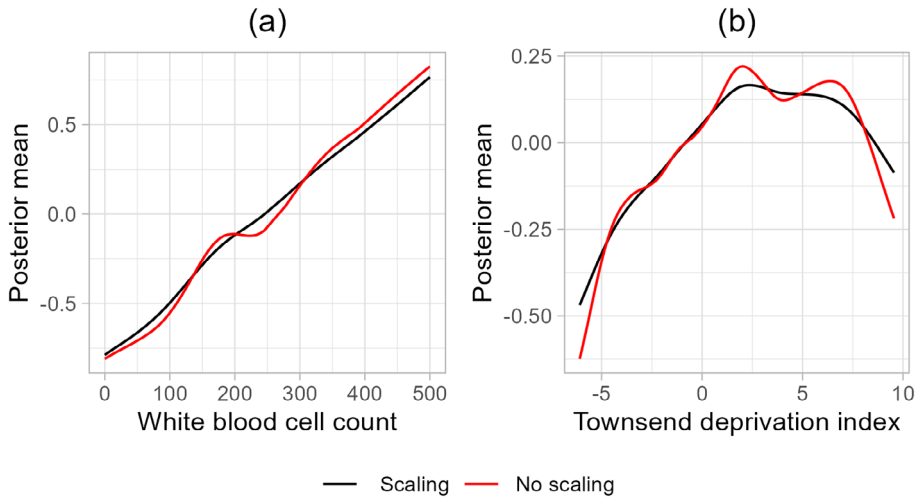 (a)
Posterior mean
0.5
0.0
-0.5
0 100 200 300 400 500
White blood cell count
(b)
Posterior mean
0.25
0.00
-0.25
-0.50
-5 0 5 10
Townsend deprivation index
Scaling No scaling